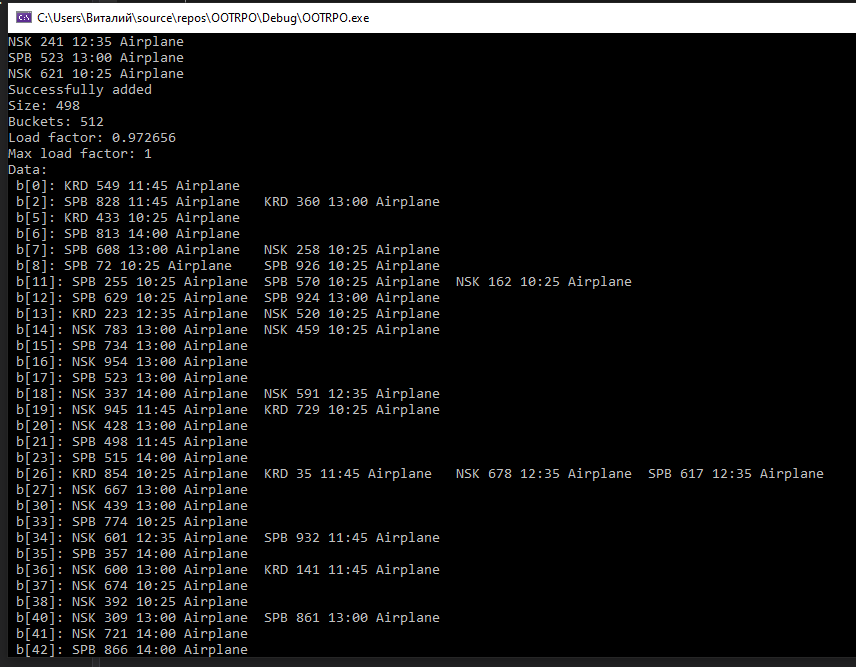 C:\Users\Виталий\source\repos\OOTRPO\Debug\OOTRPO.exe
NSK 241 12:35 Airplane
SPB 523 13:00 Airplane
NSK 621 10:25 Airplane
Successfully added
Size: 498
Buckets: 512
Load factor: 0.972656
Max load factor: 1
Data:
b[0]: KRD 549 11:45 Airplane
b[2]: SPB 828 11:45 Airplane KRD 360 13:00 Airplane
b[5]: KRD 433 10:25 Airplane
b[6]: SPB 813 14:00 Airplane
b[7]: SPB 608 13:00 Airplane NSK 258 10:25 Airplane
b[8]: SPB 72 10:25 Airplane SPB 926 10:25 Airplane
b[11]: SPB 255 10:25 Airplane SPB 570 10:25 Airplane NSK 162 10:25 Airplane
b[12]: SPB 629 10:25 Airplane SPB 924 13:00 Airplane
b[13]: KRD 223 12:35 Airplane NSK 520 10:25 Airplane
b[14]: NSK 783 13:00 Airplane NSK 459 10:25 Airplane
b[15]: SPB 734 13:00 Airplane
b[16]: NSK 954 13:00 Airplane
b[17]: SPB 523 13:00 Airplane
b[18]: NSK 337 14:00 Airplane NSK 591 12:35 Airplane
b[19]: NSK 945 11:45 Airplane KRD 729 10:25 Airplane
b[20]: NSK 428 13:00 Airplane
b[21]: SPB 498 11:45 Airplane
b[23]: SPB 515 14:00 Airplane
b[26]: KRD 854 10:25 Airplane KRD 35 11:45 Airplane NSK 678 12:35 Airplane SPB 617 12:35 Airplane
b[27]: NSK 667 13:00 Airplane
b[30]: NSK 439 13:00 Airplane
b[33]: SPB 774 10:25 Airplane
b[34]: NSK 601 12:35 Airplane SPB 932 11:45 Airplane
b[35]: SPB 357 14:00 Airplane
b[36]: NSK 600 13:00 Airplane KRD 141 11:45 Airplane
b[37]: NSK 674 10:25 Airplane
b[38]: NSK 392 10:25 Airplane
b[40]: NSK 309 13:00 Airplane SPB 861 13:00 Airplane
b[41]: NSK 721 14:00 Airplane
b[42]: SPB 866 14:00 Airplane